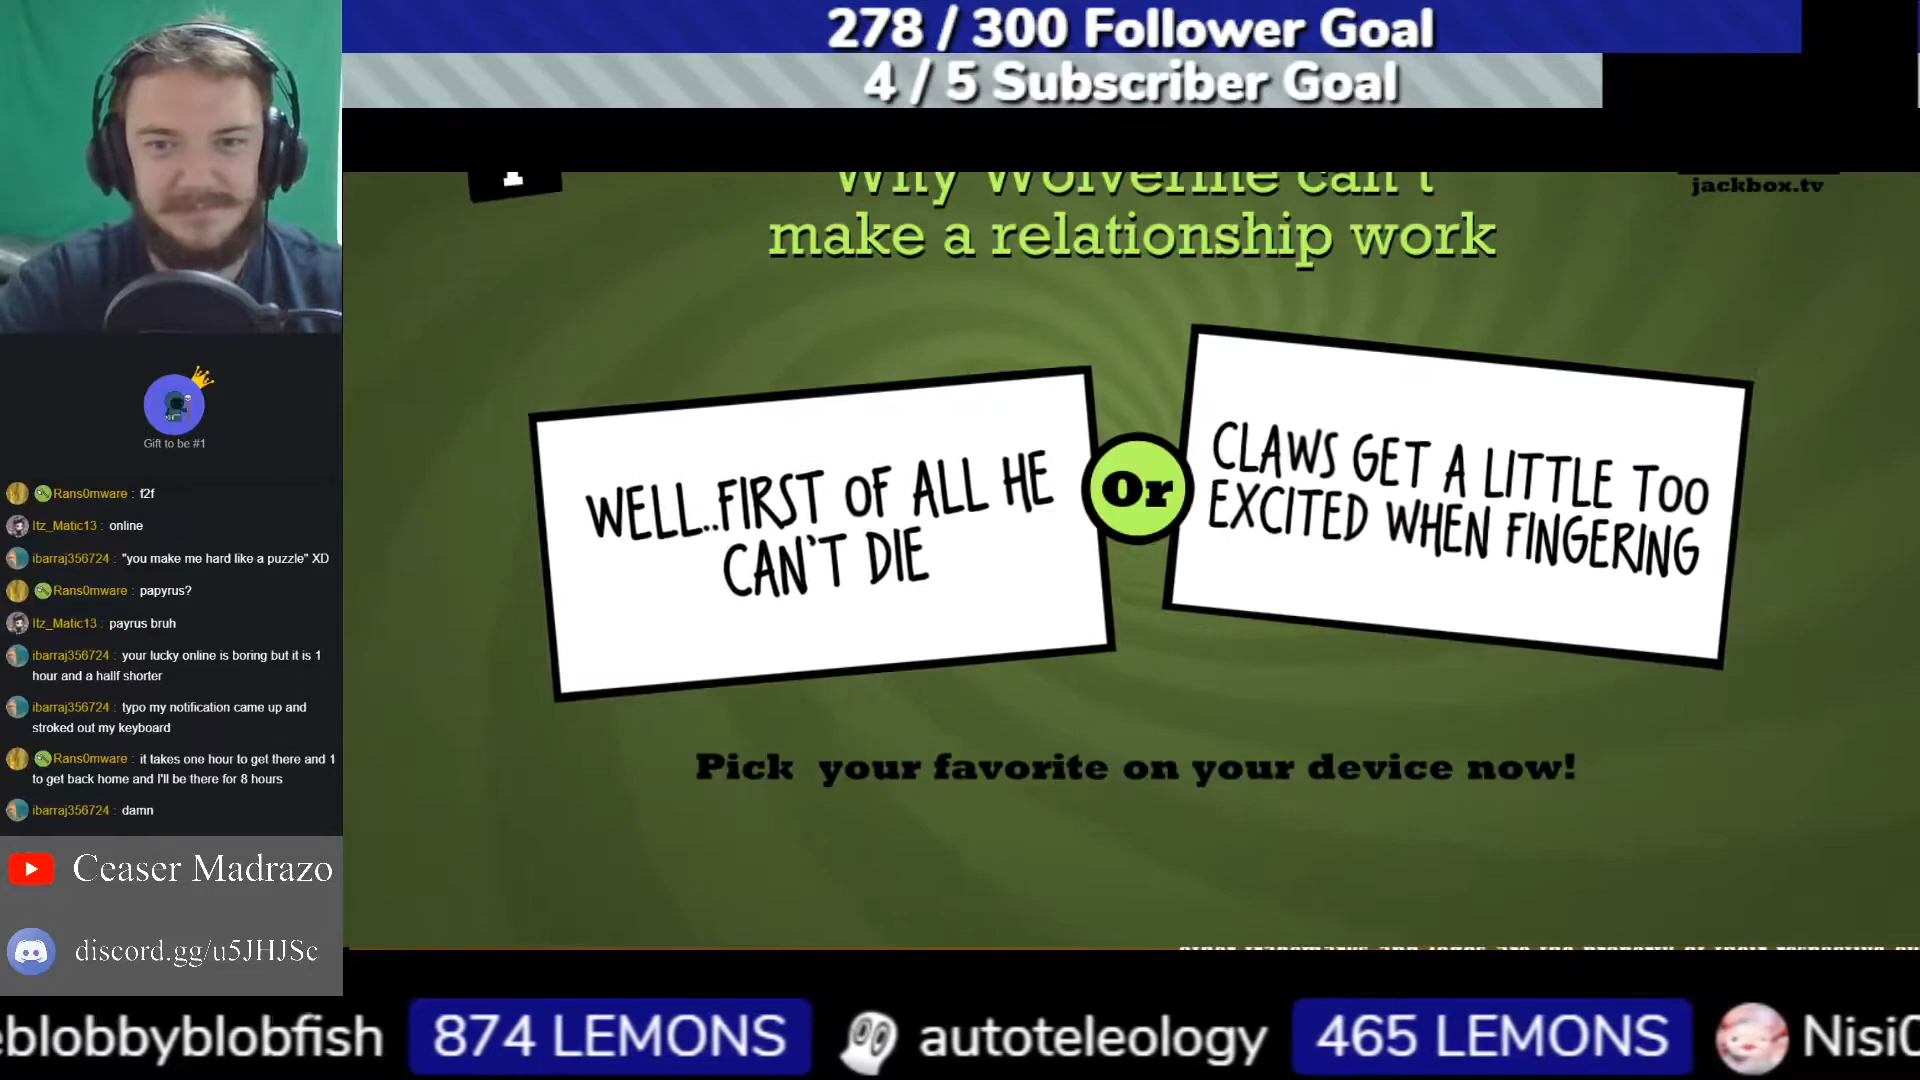 278 / 300 Follower Goal
4 / 5 Subscriber Goal
Why Wolverine can't
make a relationship work
jackbox.tv
WELL..FIRST OF ALL HE
CAN'T DIE
Or
CLAWS GET A LITTLE TOO
EXCITED WHEN FINGERING
Pick your favorite on your device now!
Gift to be #1
Rans0mware : f2f
Itz_Matic13 : online
ibarraj356724 : "you make me hard like a puzzle" XD
Rans0mware : papyrus?
Itz_Matic13 : payrus bruh
ibarraj356724 : your lucky online is boring but it is 1
hour and a hallf shorter
ibarraj356724 : typo my notification came up and
stroked out my keyboard
Rans0mware : it takes one hour to get there and 1
to get back home and I'll be there for 8 hours
ibarraj356724 : damn
Ceaser Madrazo
discord.gg/u5JHJSc
eblobbyblobfish
874 LEMONS
autoteleology
465 LEMONS